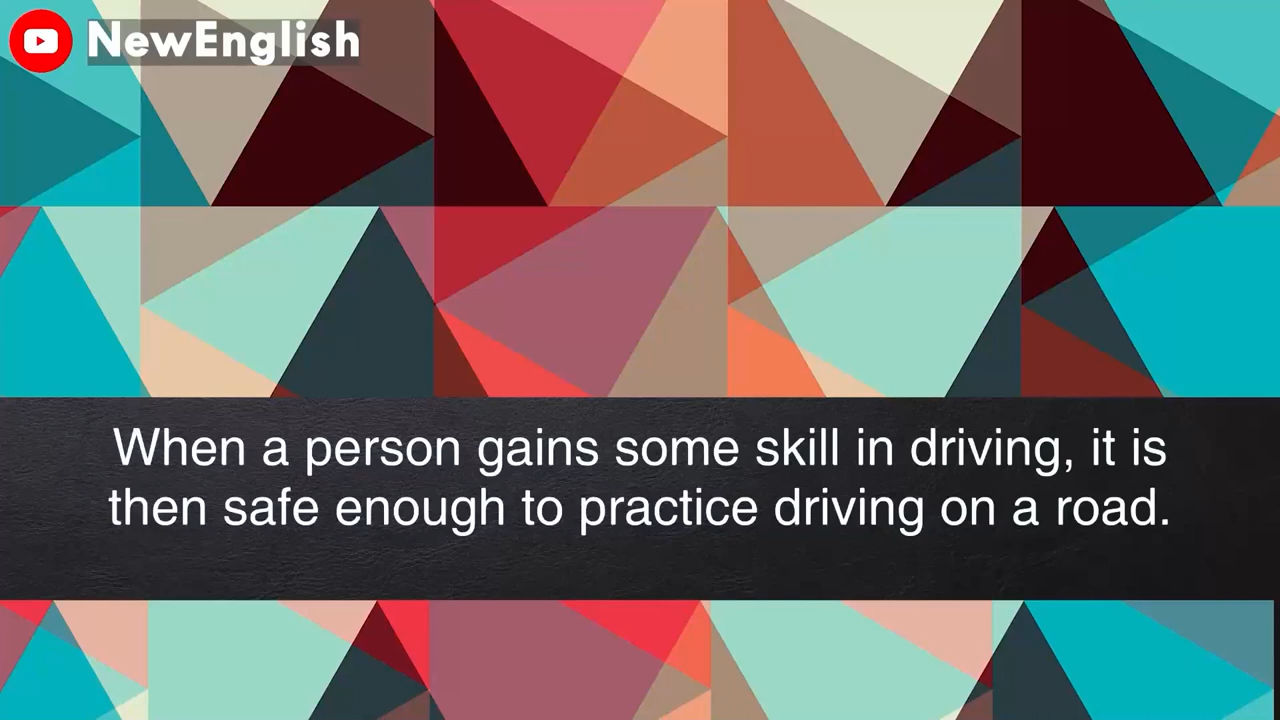 NewEnglish
When a person gains some skill in driving, it is
then safe enough to practice driving on a road.